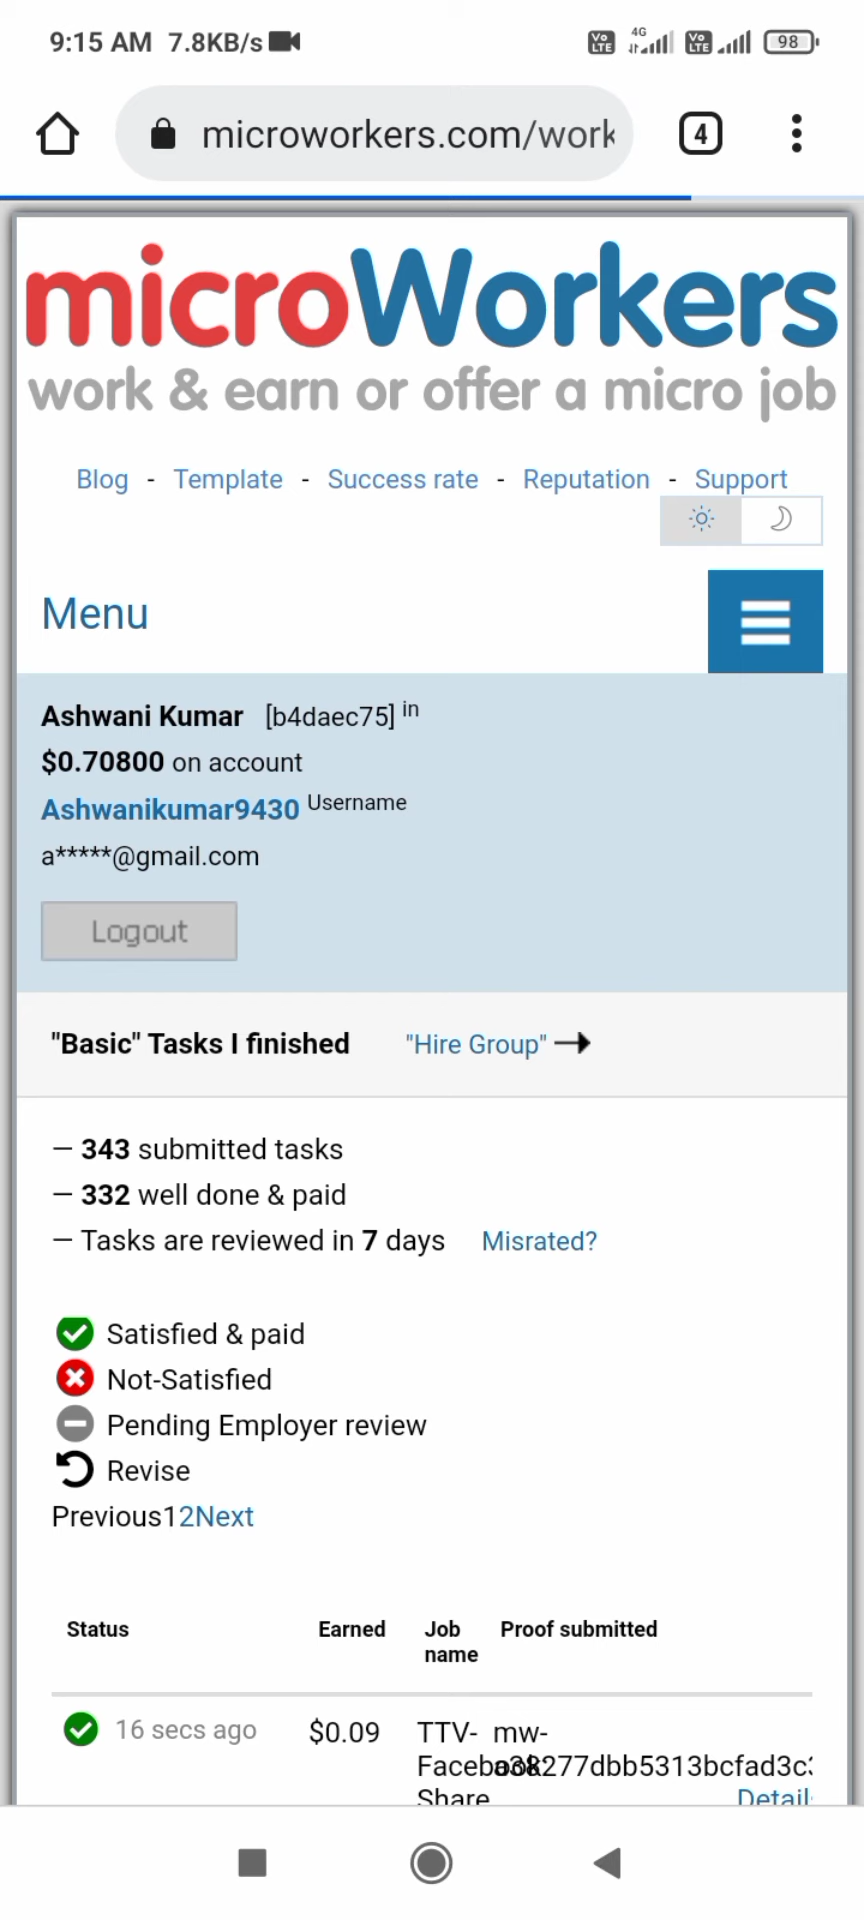 9:15 AM 7.8KB/s 4G 98
microworkers.com/work 4
microWorkers
work & earn or offer a micro job
Blog - Template - Success rate - Reputation - Support
Menu
Ashwani Kumar [b4daec75] in
$0.70800 on account
Ashwanikumar9430 Username
a*****@gmail.com
Logout
"Basic" Tasks I finished "Hire Group"
— 343 submitted tasks
— 332 well done & paid
— Tasks are reviewed in 7 days Misrated?
Satisfied & paid
Not-Satisfied
Pending Employer review
Revise
Previous12Next
Status Earned Job Proof submitted
name
16 secs ago $0.09 TTV- mw-
Share